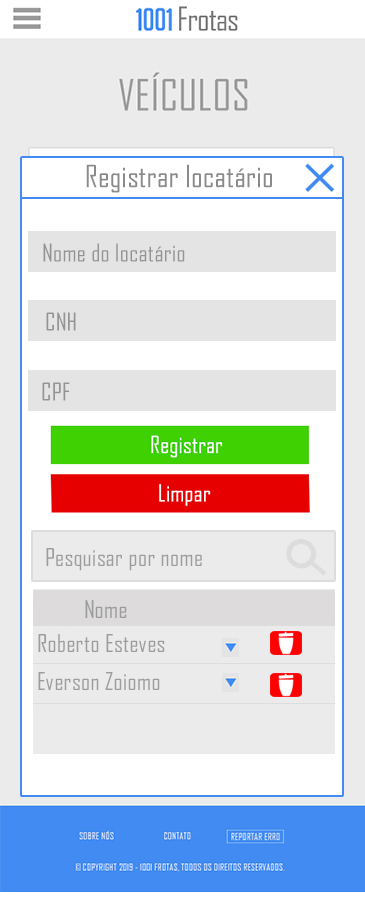 1001 Frotas
VEÍCULOS
Registrar locatário
Nome do locatário
CNH
CPF
Registrar
Limpar
Pesquisar por nome
Nome
Roberto Esteves
Everson Zoiomo
SOBRE NÓS CONTATO REPORTAR ERRO
© COPYRIGHT 2019 - 1001 FROTAS, TODOS OS DIREITOS RESERVADOS.